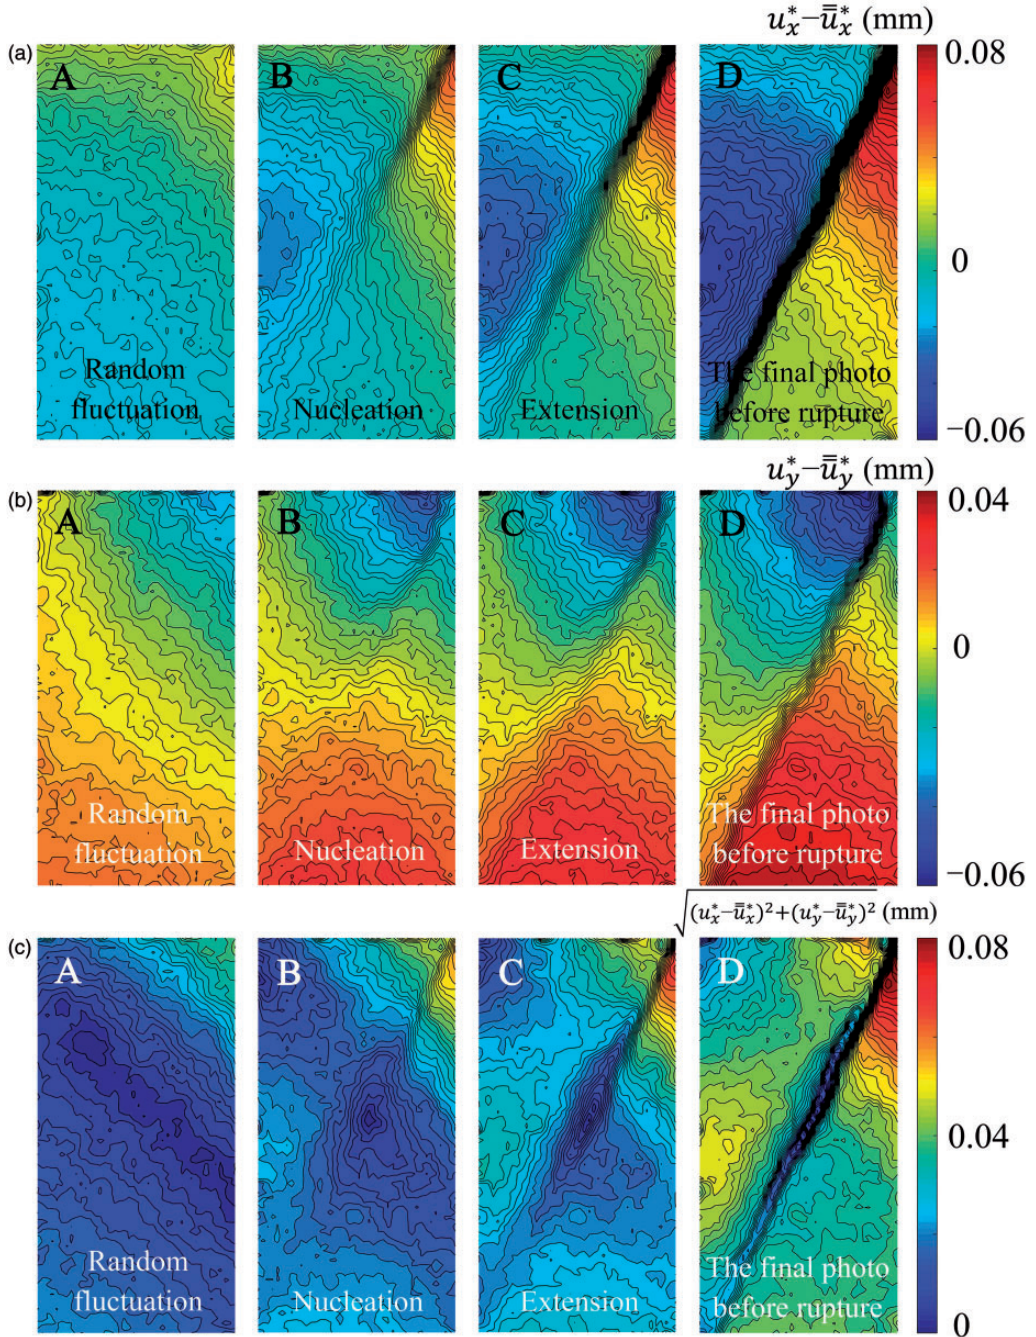 u*x−ū̄*x (mm)
(a)
A
B
C
D
0.08
0
−0.06
Random
fluctuation
Nucleation
Extension
The final photo
before rupture
u*y−ū̄*y (mm)
(b)
A
B
C
D
0.04
0
−0.06
Random
fluctuation
Nucleation
Extension
The final photo
before rupture
√(u*x−ū̄*x)²+(u*y−ū̄*y)² (mm)
(c)
A
B
C
D
0.08
0.04
0
Random
fluctuation
Nucleation
Extension
The final photo
before rupture